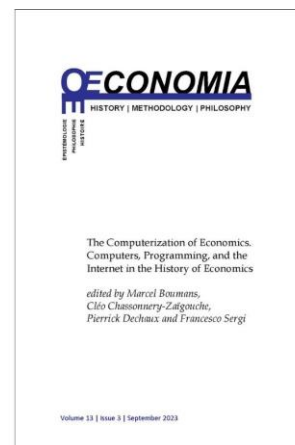 ŒCONOMIA
HISTORY | METHODOLOGY | PHILOSOPHY
ÉPISTÉMOLOGIE
PHILOSOPHIE
HISTOIRE
The Computerization of Economics.
Computers, Programming, and the
Internet in the History of Economics
edited by Marcel Boumans,
Cléo Chassonnery-Zaïgouche,
Pierrick Dechaux and Francesco Sergi
Volume 13 | Issue 3 | September 2023